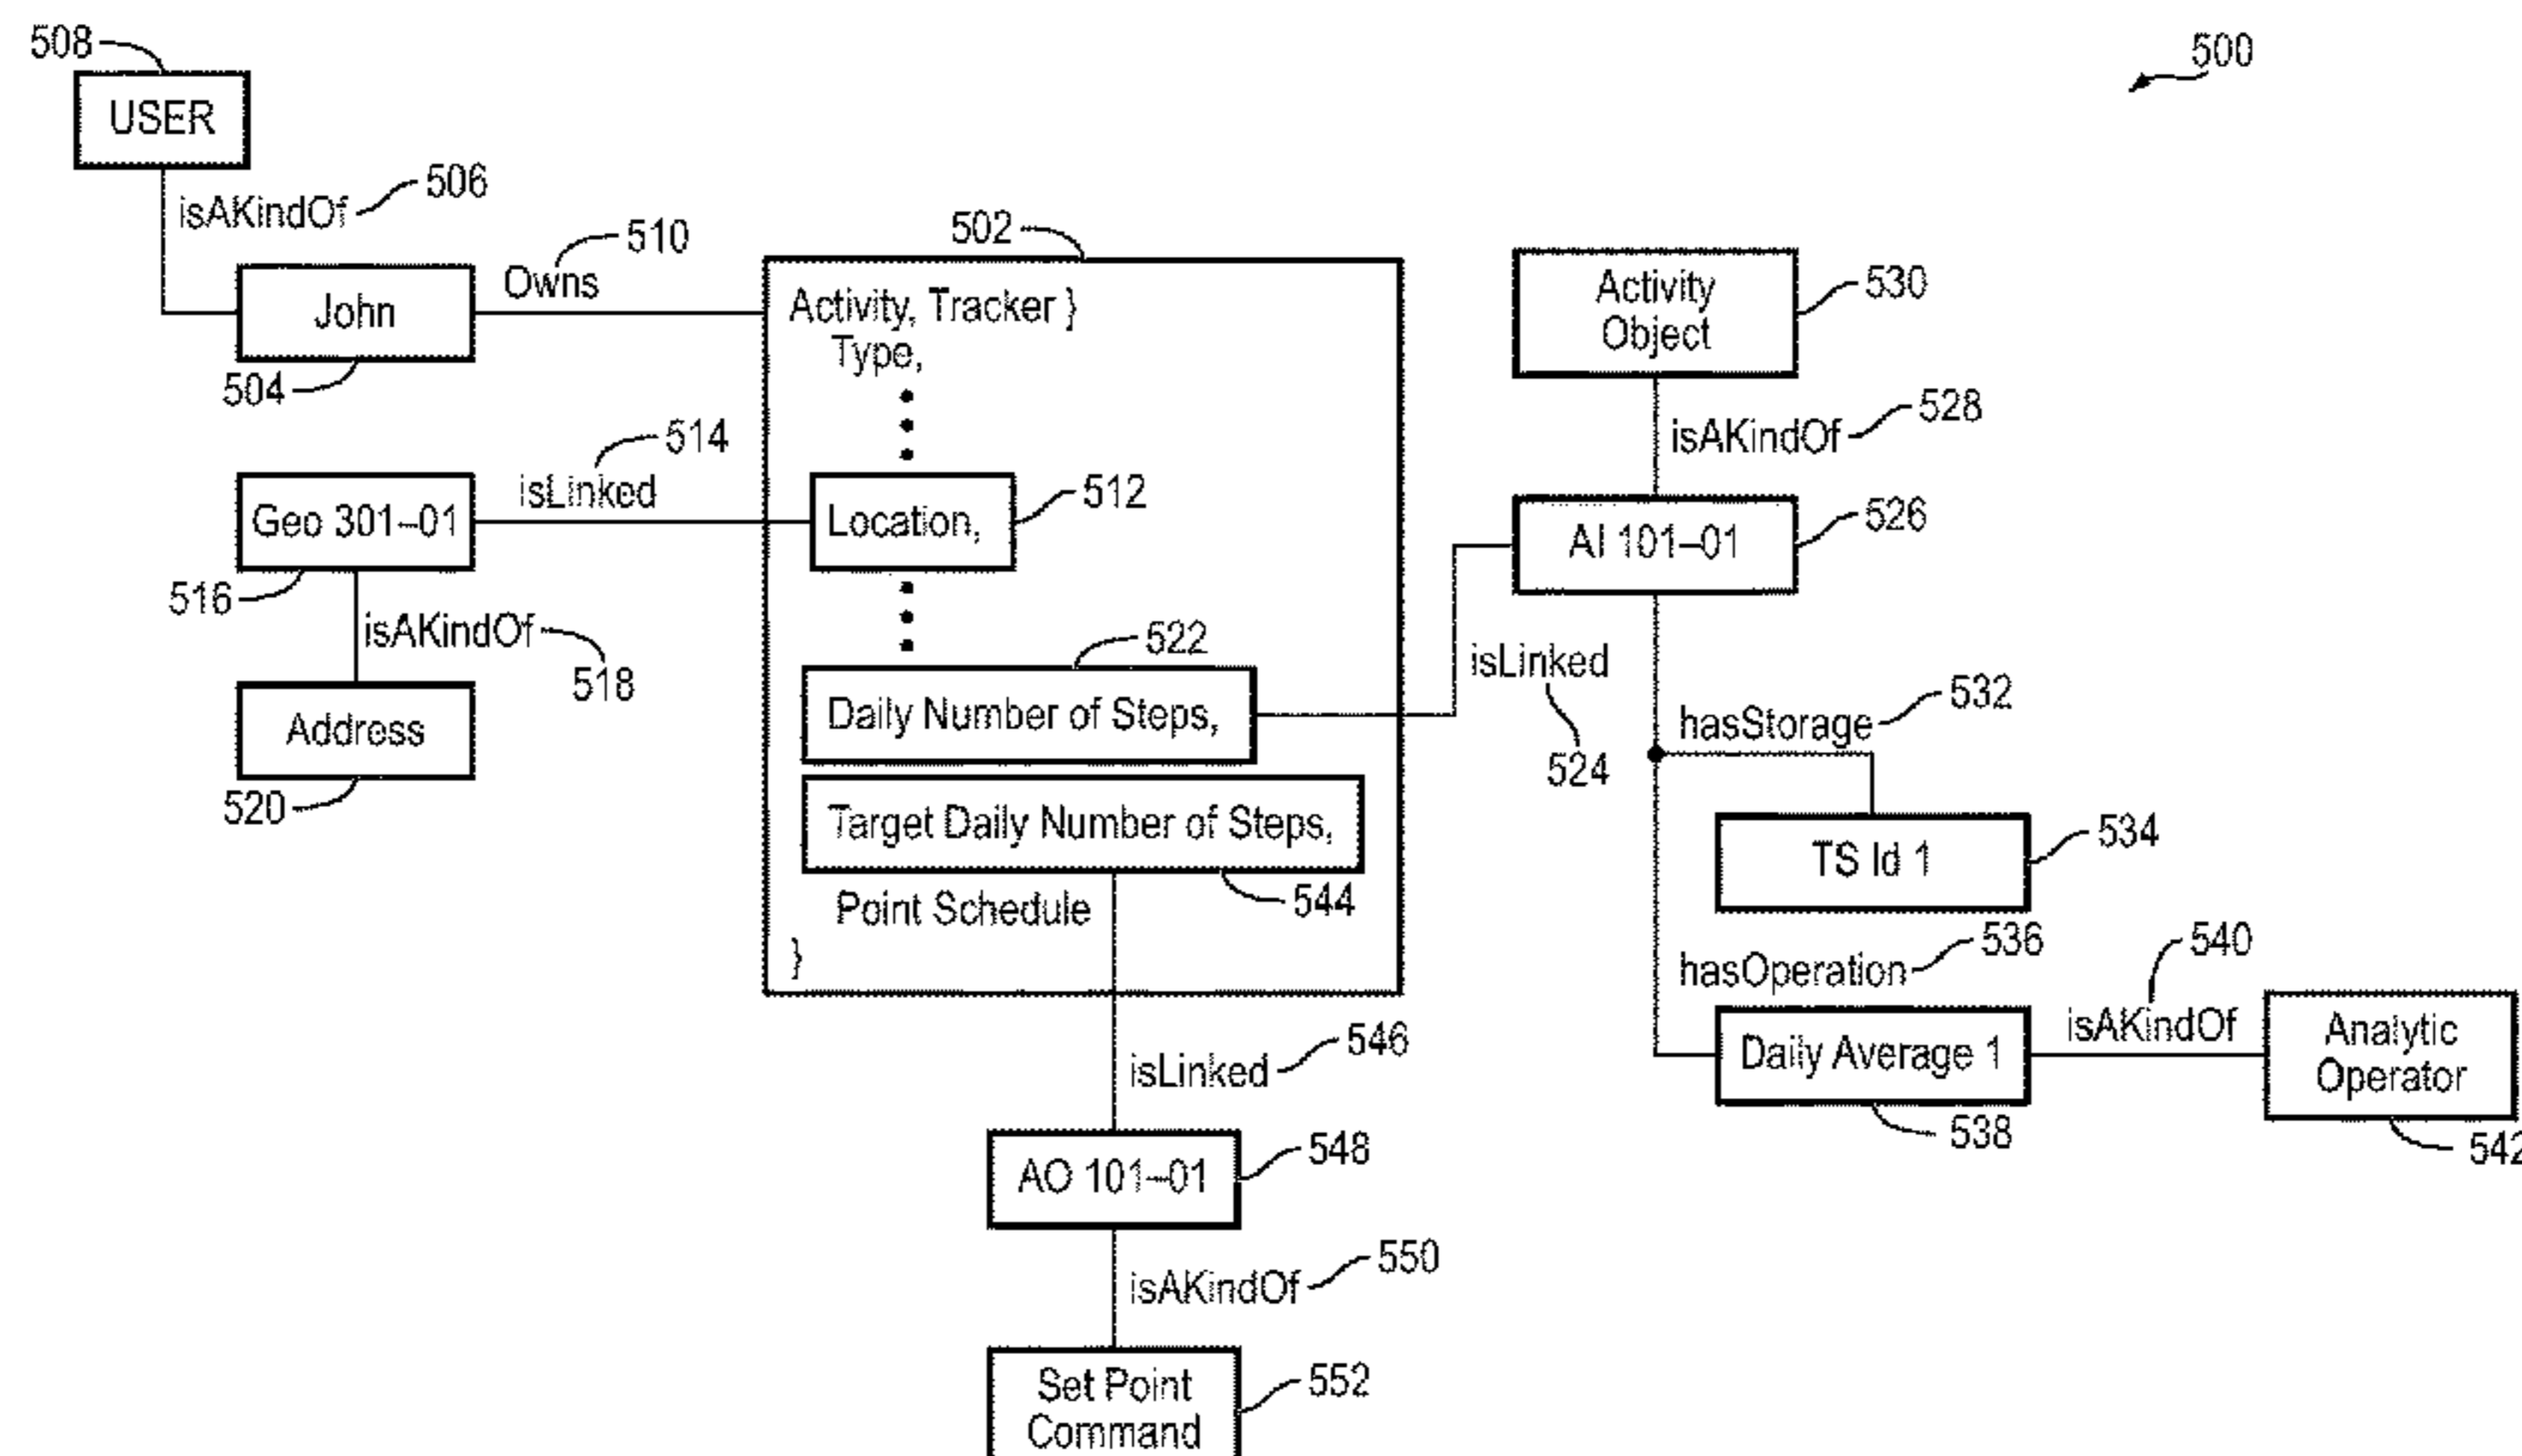 508
500
USER
506
isAKindOf
510
502
Owns
Activity, Tracker }
Type,
John
504
Activity
Object
530
528
isAKindOf
514
isLinked
Geo 301–01
Location,
512
516
AI 101–01
526
isAKindOf
518
522
isLinked
524
Address
520
Daily Number of Steps,
532
hasStorage
Target Daily Number of Steps,
544
TS Id 1
534
Point Schedule
}
536
hasOperation
540
isAKindOf
Daily Average 1
538
Analytic
Operator
542
546
isLinked
AO 101–01
548
550
isAKindOf
Set Point
Command
552